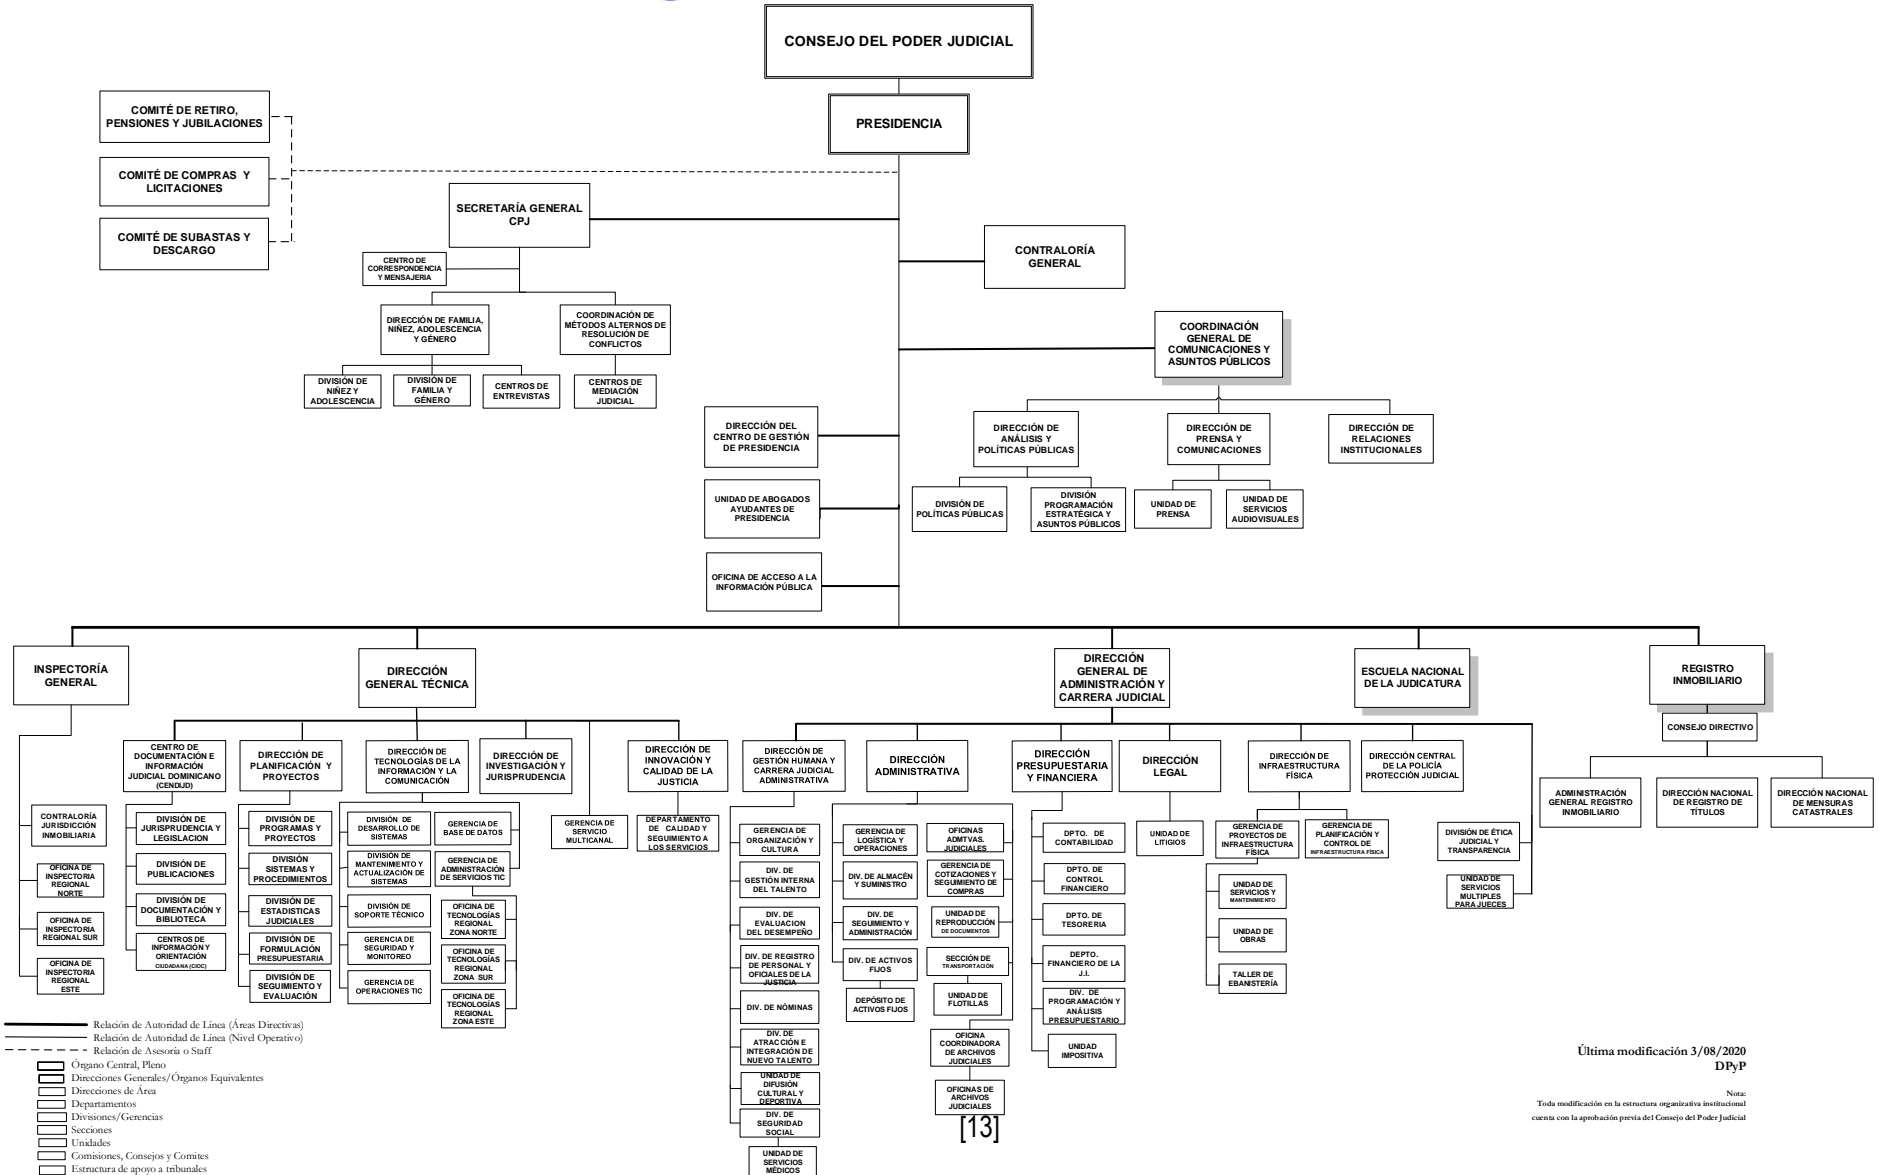 CONSEJO DEL PODER JUDICIAL
PRESIDENCIA
COMITÉ DE RETIRO,
PENSIONES Y JUBILACIONES
COMITÉ DE COMPRAS Y
LICITACIONES
COMITÉ DE SUBASTAS Y
DESCARGO
SECRETARÍA GENERAL
CPJ
CENTRO DE
CORRESPONDENCIA
Y MENSAJERIA
DIRECCIÓN DE FAMILIA,
NIÑEZ, ADOLESCENCIA
Y GÉNERO
COORDINACIÓN DE
MÉTODOS ALTERNOS DE
RESOLUCIÓN DE
CONFLICTOS
DIVISIÓN DE
NIÑEZ Y
ADOLESCENCIA
DIVISIÓN DE
FAMILIA Y
GÉNERO
CENTROS DE
ENTREVISTAS
CENTROS DE
MEDIACIÓN
JUDICIAL
CONTRALORÍA
GENERAL
COORDINACIÓN
GENERAL DE
COMUNICACIONES Y
ASUNTOS PÚBLICOS
DIRECCIÓN DE
ANÁLISIS Y
POLÍTICAS PÚBLICAS
DIRECCIÓN DE
PRENSA Y
COMUNICACIONES
DIRECCIÓN DE
RELACIONES
INSTITUCIONALES
DIVISIÓN DE
POLÍTICAS PÚBLICAS
DIVISIÓN
PROGRAMACIÓN
ESTRATÉGICA Y
ASUNTOS PÚBLICOS
UNIDAD DE
PRENSA
UNIDAD DE
SERVICIOS
AUDIOVISUALES
DIRECCIÓN DEL
CENTRO DE GESTIÓN
DE PRESIDENCIA
UNIDAD DE ABOGADOS
AYUDANTES DE
PRESIDENCIA
OFICINA DE ACCESO A LA
INFORMACIÓN PÚBLICA
INSPECTORÍA
GENERAL
DIRECCIÓN
GENERAL TÉCNICA
DIRECCIÓN
GENERAL DE
ADMINISTRACIÓN Y
CARRERA JUDICIAL
ESCUELA NACIONAL
DE LA JUDICATURA
REGISTRO
INMOBILIARIO
CONTRALORÍA
JURISDICCIÓN
INMOBILIARIA
OFICINA DE
INSPECTORIA
REGIONAL
NORTE
OFICINA DE
INSPECTORIA
REGIONAL SUR
OFICINA DE
INSPECTORIA
REGIONAL
ESTE
CENTRO DE
DOCUMENTACIÓN E
INFORMACIÓN
JUDICIAL DOMINICANO
(CENDIJD)
DIVISIÓN DE
JURISPRUDENCIA Y
LEGISLACION
DIVISIÓN DE
PUBLICACIONES
DIVISIÓN DE
DOCUMENTACIÓN Y
BIBLIOTECA
CENTROS DE
INFORMACIÓN Y
ORIENTACIÓN
CIUDADANA (CIOC)
DIRECCIÓN DE
PLANIFICACIÓN Y
PROYECTOS
DIVISIÓN DE
PROGRAMAS Y
PROYECTOS
DIVISIÓN
SISTEMAS Y
PROCEDIMIENTOS
DIVISIÓN DE
ESTADISTICAS
JUDICIALES
DIVISIÓN DE
FORMULACIÓN
PRESUPUESTARIA
DIVISIÓN DE
SEGUIMIENTO Y
EVALUACIÓN
DIRECCIÓN DE
TECNOLOGÍAS DE LA
INFORMACIÓN Y LA
COMUNICACIÓN
DIVISIÓN DE
DESARROLLO DE
SISTEMAS
DIVISIÓN DE
MANTENIMIENTO Y
ACTUALIZACIÓN DE
SISTEMAS
DIVISIÓN DE
SOPORTE TÉCNICO
GERENCIA DE
SEGURIDAD Y
MONITOREO
GERENCIA DE
OPERACIONES TIC
GERENCIA DE
BASE DE DATOS
GERENCIA DE
ADMINISTRACIÓN
DE SERVICIOS TIC
OFICINA DE
TECNOLOGÍAS
REGIONAL
ZONA NORTE
OFICINA DE
TECNOLOGÍAS
REGIONAL
ZONA SUR
OFICINA DE
TECNOLOGÍAS
REGIONAL
ZONA ESTE
DIRECCIÓN DE
INVESTIGACIÓN Y
JURISPRUDENCIA
GERENCIA DE
SERVICIO
MULTICANAL
DIRECCIÓN DE
INNOVACIÓN Y
CALIDAD DE LA
JUSTICIA
DEPARTAMENTO
DE CALIDAD Y
SEGUIMIENTO A
LOS SERVICIOS
DIRECCIÓN DE
GESTIÓN HUMANA Y
CARRERA JUDICIAL
ADMINISTRATIVA
GERENCIA DE
ORGANIZACIÓN Y
CULTURA
DIV. DE
GESTIÓN INTERNA
DEL TALENTO
DIV. DE
EVALUACION
DEL DESEMPEÑO
DIV. DE REGISTRO
DE PERSONAL Y
OFICIALES DE LA
JUSTICIA
DIV. DE NÓMINAS
DIV. DE
ATRACCIÓN E
INTEGRACIÓN DE
NUEVO TALENTO
UNIDAD DE
DIFUSIÓN
CULTURAL Y
DEPORTIVA
DIV. DE
SEGURIDAD
SOCIAL
UNIDAD DE
SERVICIOS
MÉDICOS
DIRECCIÓN
ADMINISTRATIVA
GERENCIA DE
LOGÍSTICA Y
OPERACIONES
DIV. DE ALMACÉN
Y SUMINISTRO
DIV. DE
SEGUIMIENTO Y
ADMINISTRACIÓN
DIV. DE ACTIVOS
FIJOS
DEPÓSITO DE
ACTIVOS FIJOS
OFICINAS
ADMTVAS.
JUDICIALES
GERENCIA DE
COTIZACIONES Y
SEGUIMIENTO DE
COMPRAS
UNIDAD DE
REPRODUCCIÓN
DE DOCUMENTOS
SECCIÓN DE
TRANSPORTACIÓN
UNIDAD DE
FLOTILLAS
OFICINA
COORDINADORA
DE ARCHIVOS
JUDICIALES
OFICINAS DE
ARCHIVOS
JUDICIALES
DIRECCIÓN
PRESUPUESTARIA
Y FINANCIERA
DPTO. DE
CONTABILIDAD
DPTO. DE
CONTROL
FINANCIERO
DPTO. DE
TESORERIA
DEPTO.
FINANCIERO DE LA
J.I.
DIV. DE
PROGRAMACIÓN Y
ANÁLISIS
PRESUPUESTARIO
UNIDAD
IMPOSITIVA
DIRECCIÓN
LEGAL
UNIDAD DE
LITIGIOS
DIRECCIÓN DE
INFRAESTRUCTURA
FÍSICA
GERENCIA DE
PROYECTOS DE
INFRAESTRUCTURA
FÍSICA
GERENCIA DE
PLANIFICACIÓN Y
CONTROL DE
INFRAESTRUCTURA FÍSICA
UNIDAD DE
SERVICIOS Y
MANTENIMIENTO
UNIDAD DE
OBRAS
TALLER DE
EBANISTERÍA
DIRECCIÓN CENTRAL
DE LA POLICÍA
PROTECCIÓN JUDICIAL
DIVISIÓN DE ÉTICA
JUDICIAL Y
TRANSPARENCIA
UNIDAD DE
SERVICIOS
MULTIPLES
PARA JUECES
CONSEJO DIRECTIVO
ADMINISTRACIÓN
GENERAL REGISTRO
INMOBILIARIO
DIRECCIÓN NACIONAL
DE REGISTRO DE
TÍTULOS
DIRECCIÓN NACIONAL
DE MENSURAS
CATASTRALES
Relación de Autoridad de Línea (Áreas Directivas)
Relación de Autoridad de Línea (Nivel Operativo)
Relación de Asesoría o Staff
Órgano Central, Pleno
Direcciones Generales/Órganos Equivalentes
Direcciones de Área
Departamentos
Divisiones/Gerencias
Secciones
Unidades
Comisiones, Consejos y Comites
Estructura de apoyo a tribunales
[13]
Última modificación 3/08/2020
DPyP
Nota:
Toda modificación en la estructura organizativa institucional
cuenta con la aprobación previa del Consejo del Poder Judicial